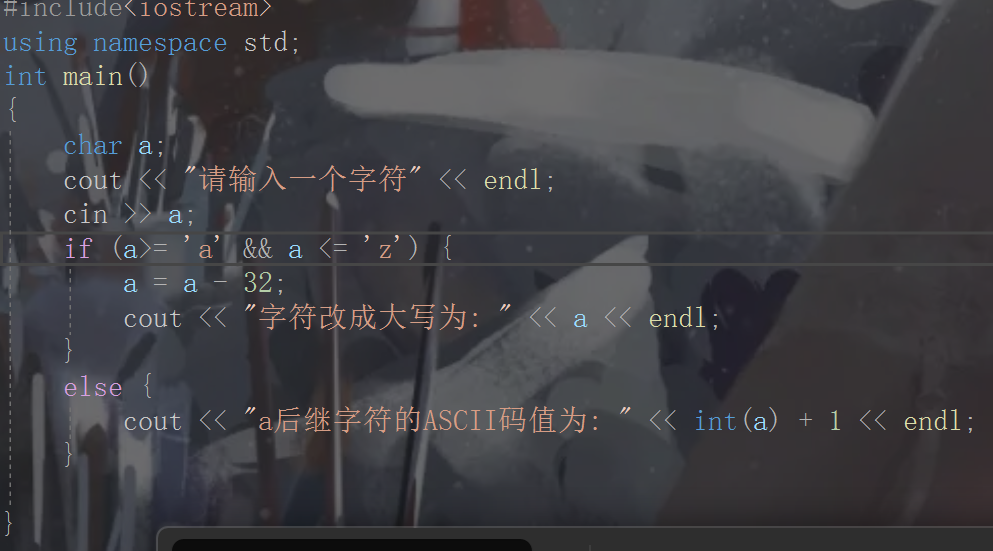 #include<iostream>
using namespace std;
int main()
{
char a;
cout << "请输入一个字符" << endl;
cin >> a;
if (a>= 'a' && a <= 'z') {
a = a - 32;
cout << "字符改成大写为: " << a << endl;
}
else {
cout << "a后继字符的ASCII码值为: " << int(a) + 1 << endl;
}
}